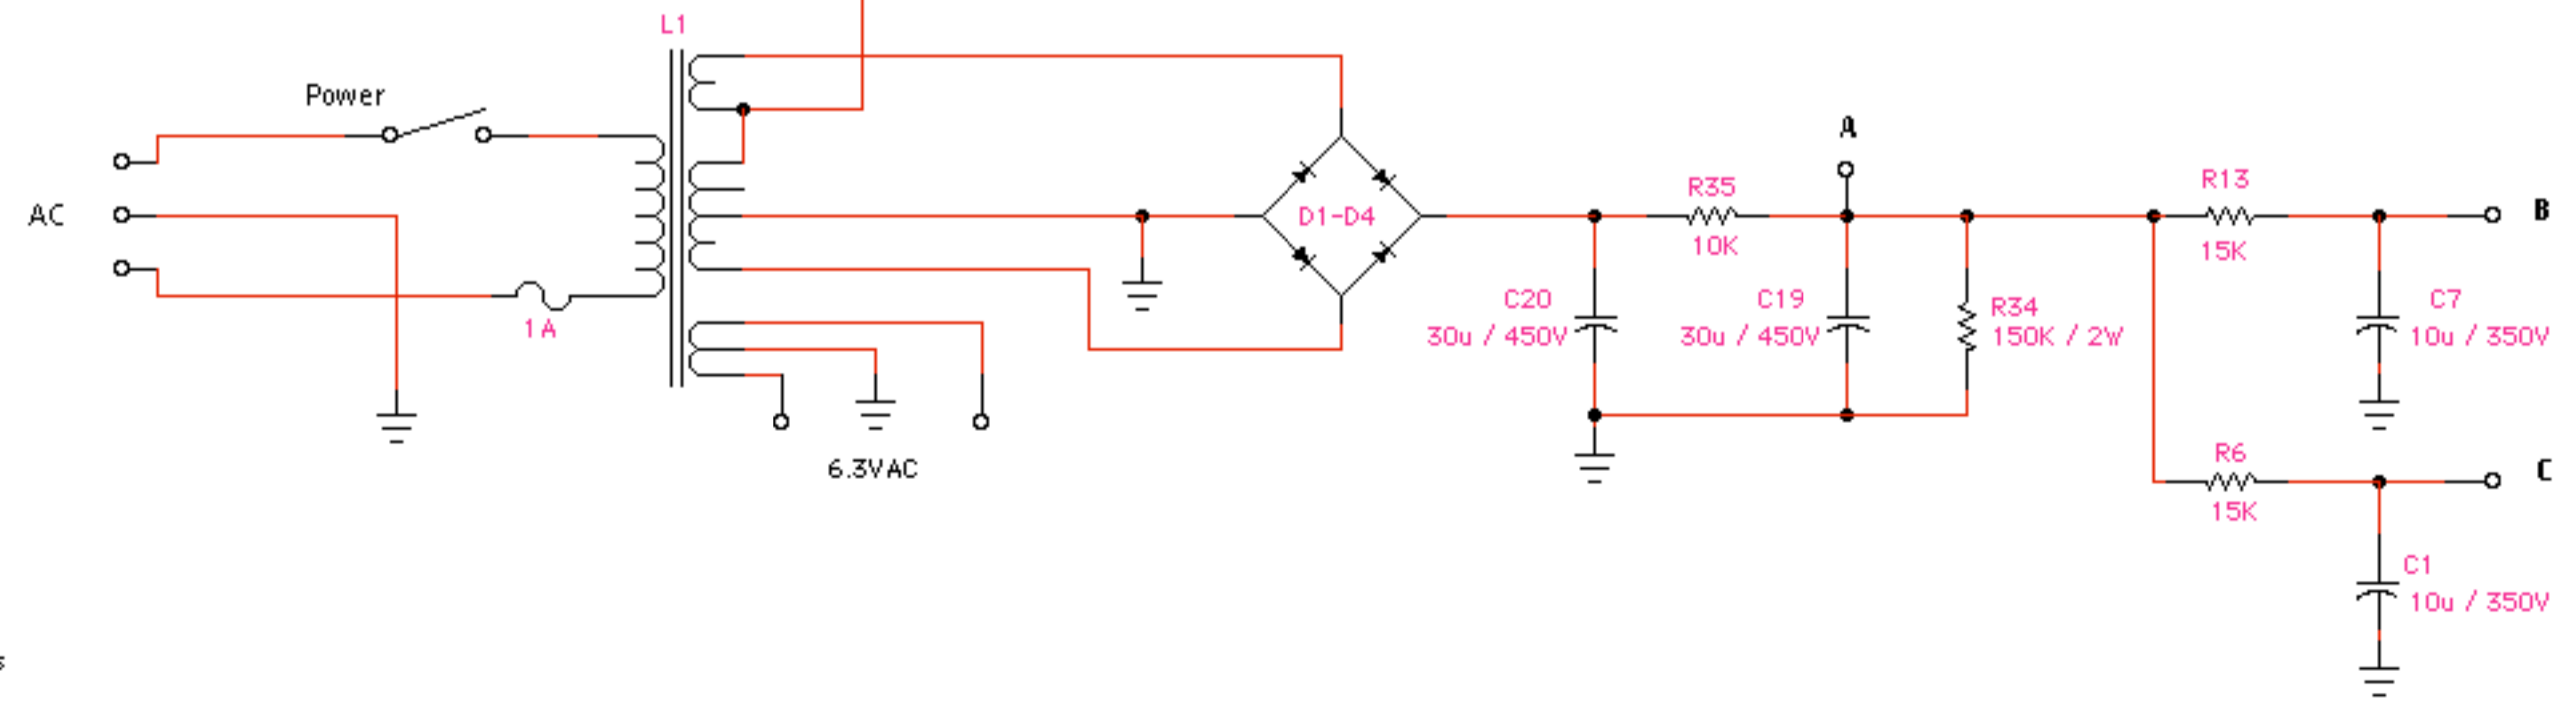 L1
Power
AC
1A
6.3VAC
D1-D4
A
R35
10K
C20
30u / 450V
C19
30u / 450V
R34
150K / 2W
R13
15K
B
C7
10u / 350V
R6
15K
C
C1
10u / 350V
s